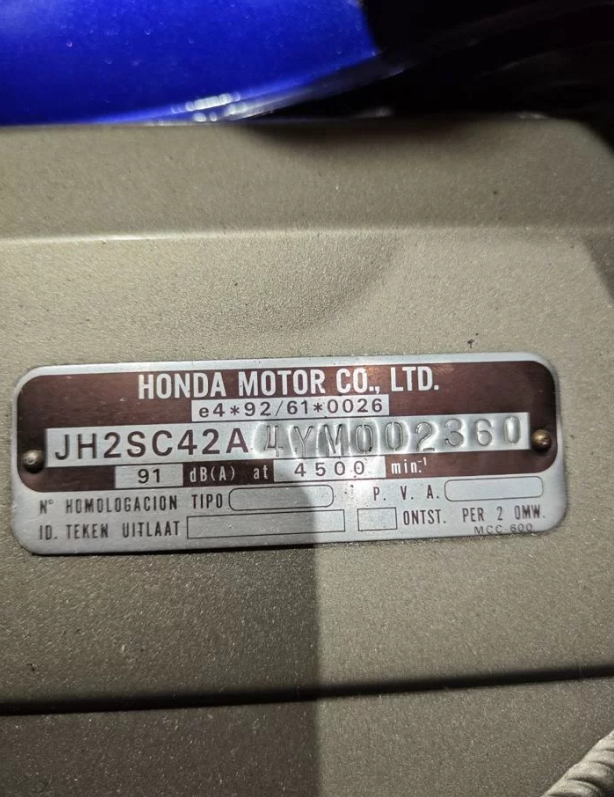 HONDA MOTOR CO., LTD.
e4*92/61*0026
JH2SC42A4YM002360
91 dB(A) at 4500 min.⁻¹
Nº HOMOLOGACION TIPO P. V. A.
ID. TEKEN UITLAAT ONTST. PER 2 OMW.
MCC 600